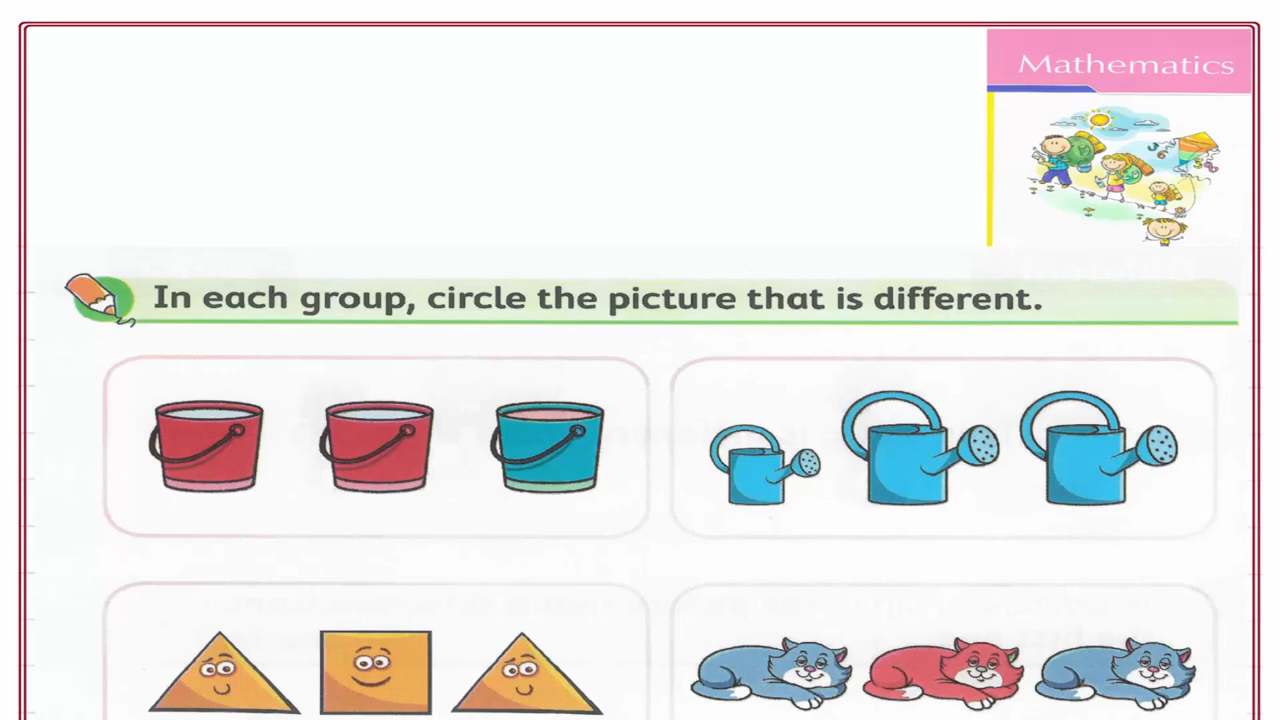 Mathematics
In each group, circle the picture that is different.